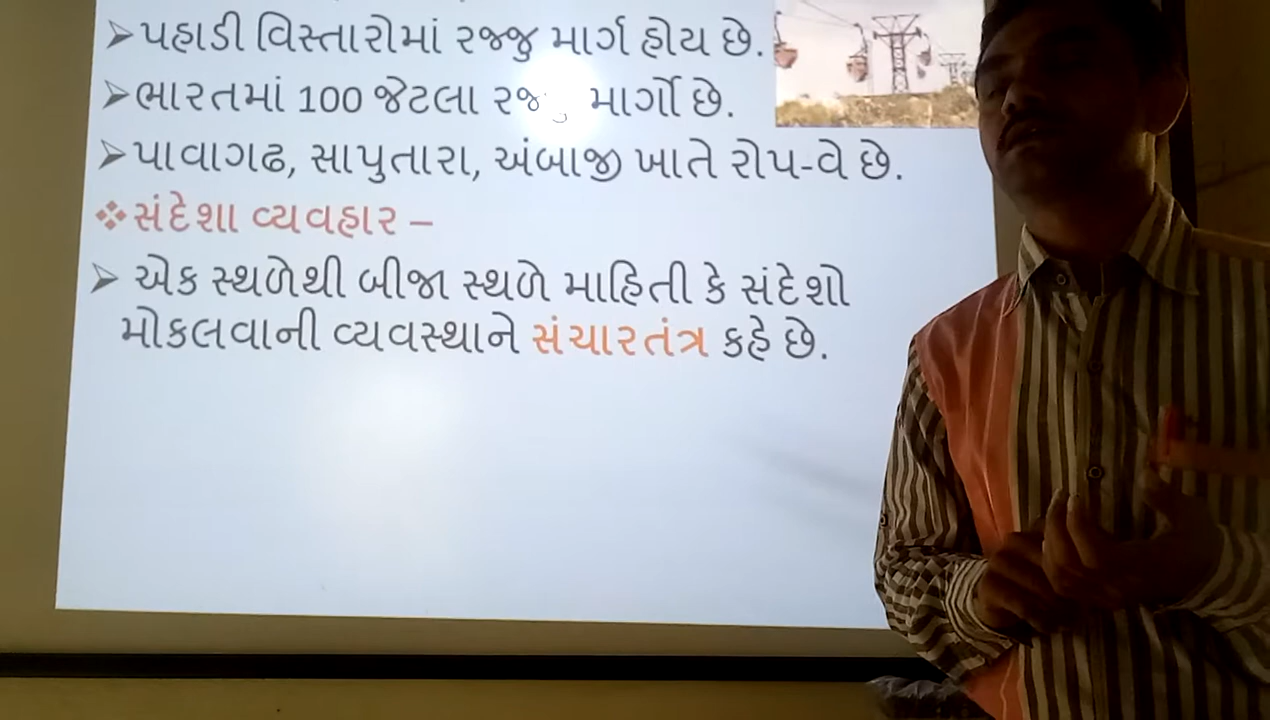 ➢પહાડી વિસ્તારોમાં રજ્જુ માર્ગ હોય છે.
➢ભારતમાં 100 જેટલા માર્ગો છે.
➢પાવાગઢ, સાપુતારા, અંબાજી ખાતે રોપ-વે છે.
❖સંદેશા વ્યવહાર –
➢ એક સ્થળેથી બીજા સ્થળે માહિતી કે સંદેશો
મોકલવાની વ્યવસ્થાને સંચારતંત્ર કહે છે.